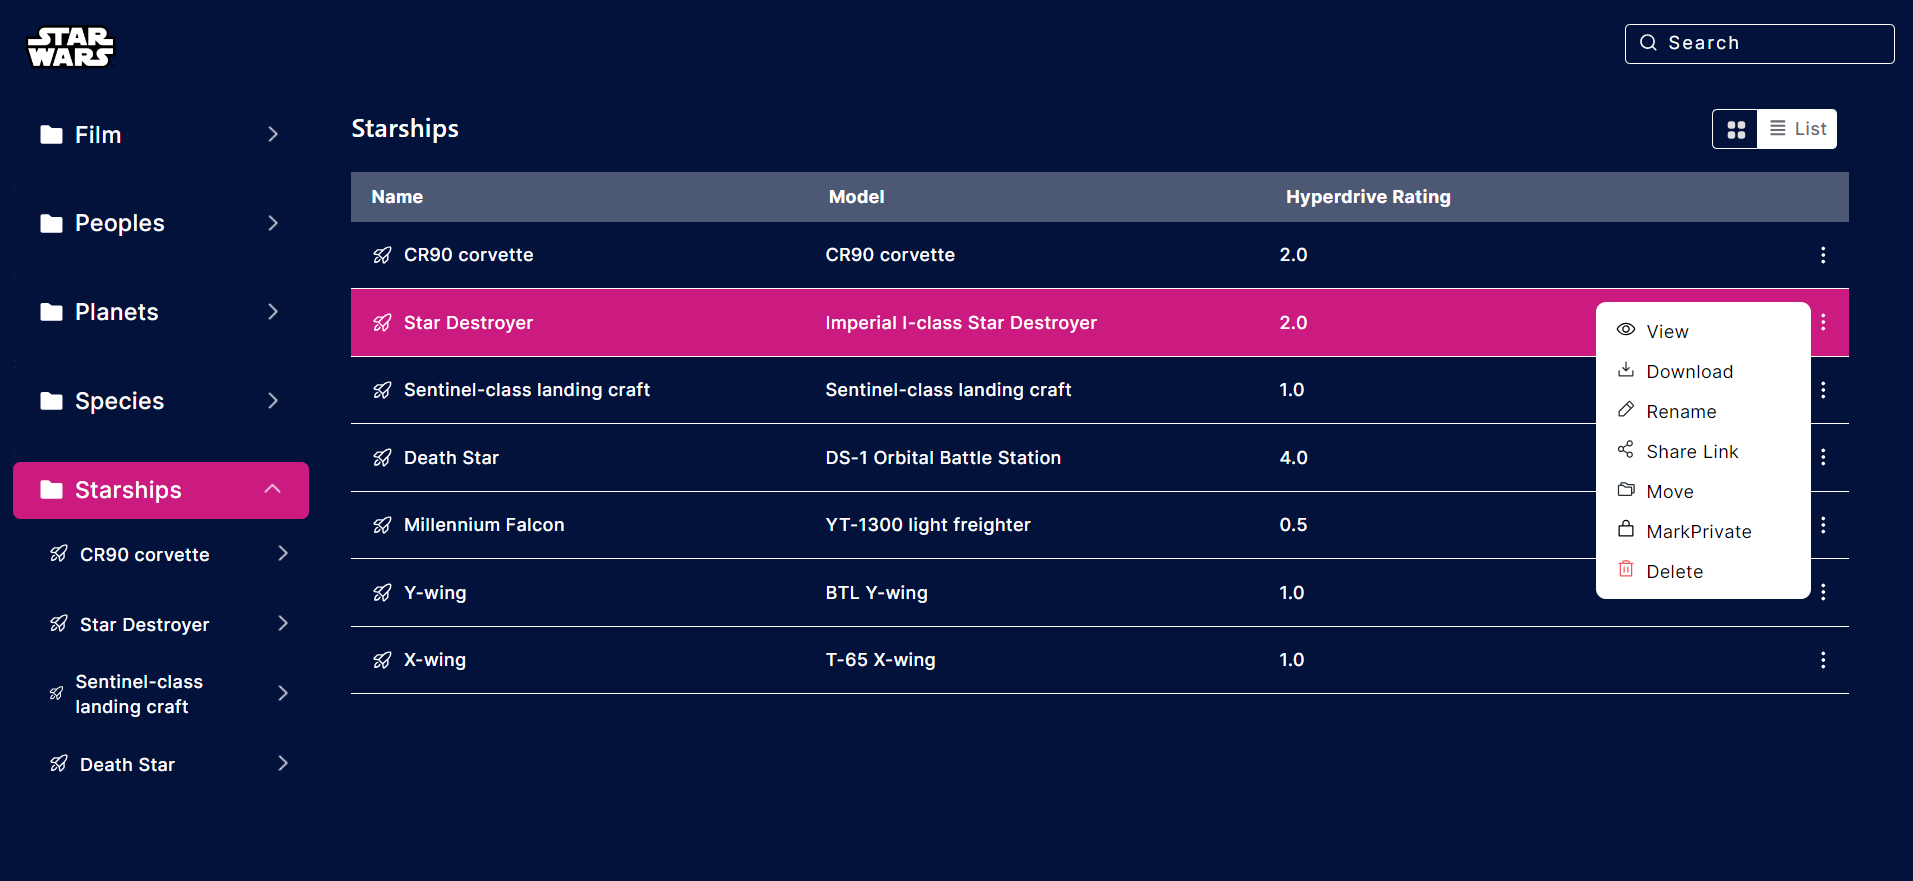 STAR
WARS
Search
Film
Peoples
Planets
Species
Starships
CR90 corvette
Star Destroyer
Sentinel-class
landing craft
Death Star
Starships
List
Name Model Hyperdrive Rating
CR90 corvette CR90 corvette 2.0
Star Destroyer Imperial I-class Star Destroyer 2.0
Sentinel-class landing craft Sentinel-class landing craft 1.0
Death Star DS-1 Orbital Battle Station 4.0
Millennium Falcon YT-1300 light freighter 0.5
Y-wing BTL Y-wing 1.0
X-wing T-65 X-wing 1.0
View
Download
Rename
Share Link
Move
MarkPrivate
Delete